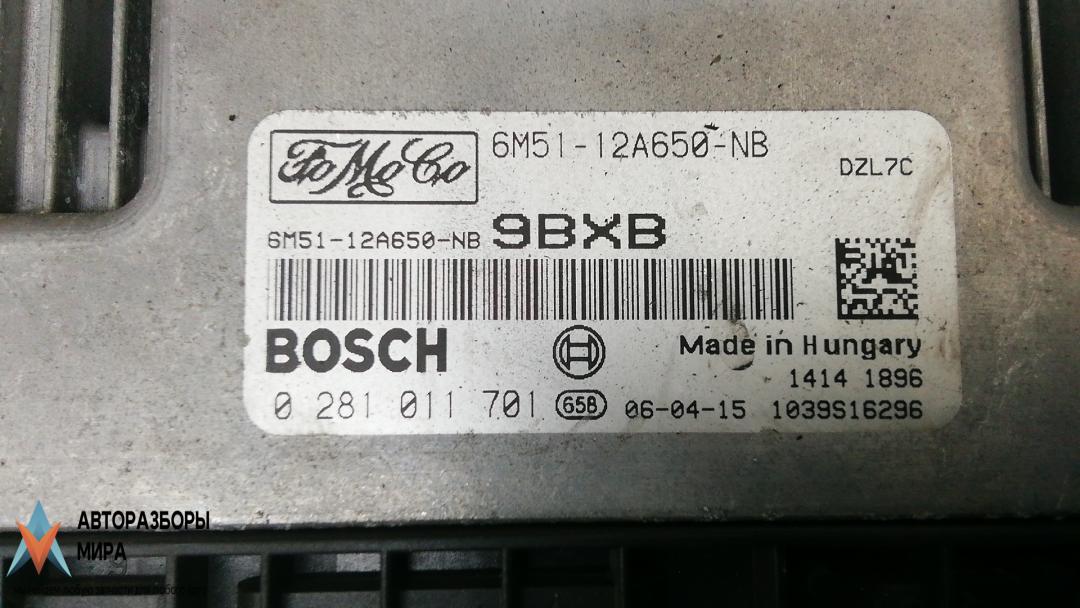 FoMoCo 6M51-12A650-NB
DZL7C
6M51-12A650-NB 9BXB
BOSCH
Made in Hungary
1414 1896
0 281 011 701 65B 06-04-15 1039S16296
АВТОРАЗБОРЫ
МИРА